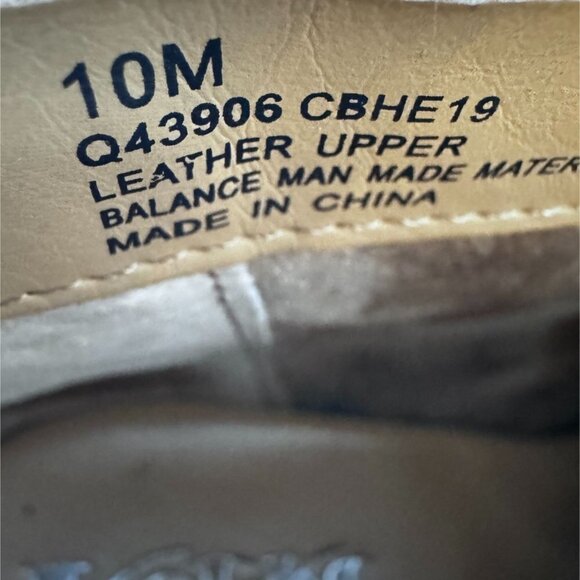 10M
Q43906 CBHE19
LEATHER UPPER
BALANCE MAN MADE MATER
MADE IN CHINA